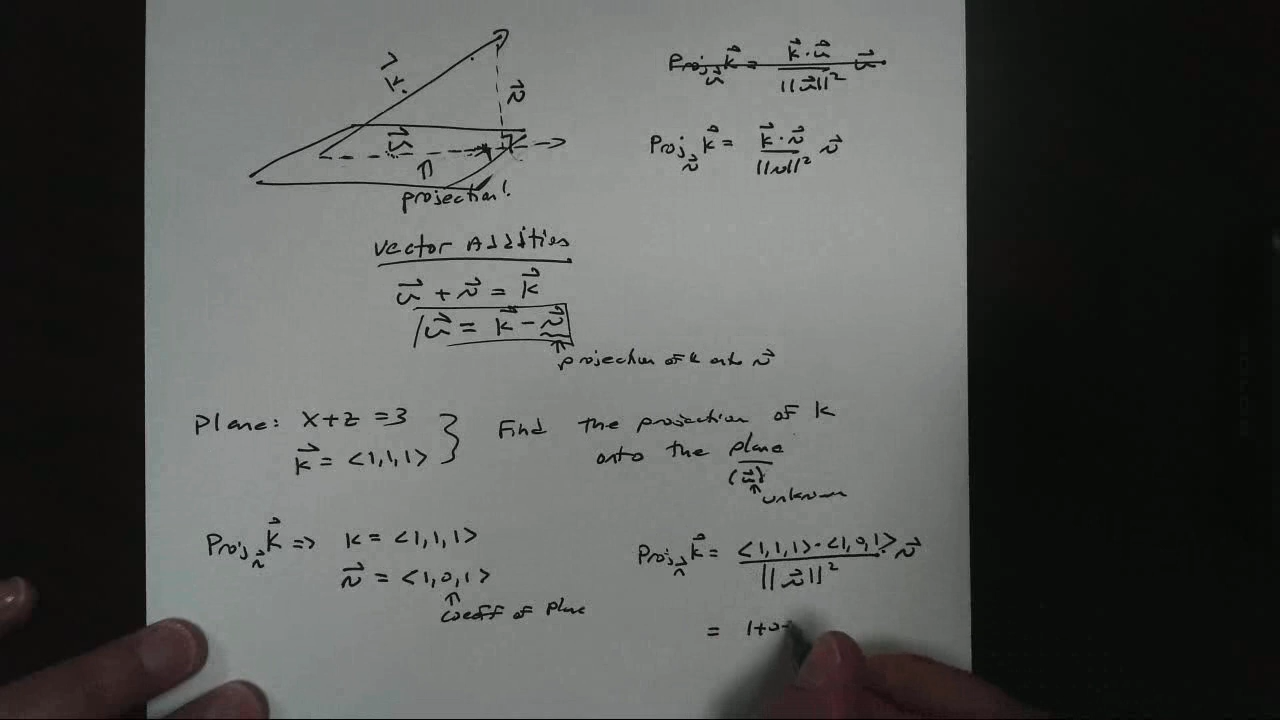 k⃗
n⃗
u⃗
projection!
Proj_u⃗ k⃗ = k⃗ · u⃗ / ||u⃗||² u⃗
Proj_n⃗ k⃗ = k⃗ · n⃗ / ||n||² n⃗
Vector Addition
u⃗ + n⃗ = k⃗
u⃗ = k⃗ - n⃗
projection of k onto n⃗
Plane: x+z =3
k⃗ = <1,1,1>
Find the projection of k
onto the plane
(u⃗)
unknown
Proj_n⃗ k⃗ => k = <1,1,1>
n⃗ = <1,0,1>
coeff of plane
Proj_n⃗ k⃗ = <1,1,1> · <1,0,1> / ||n⃗||² · n⃗
= 1+0+